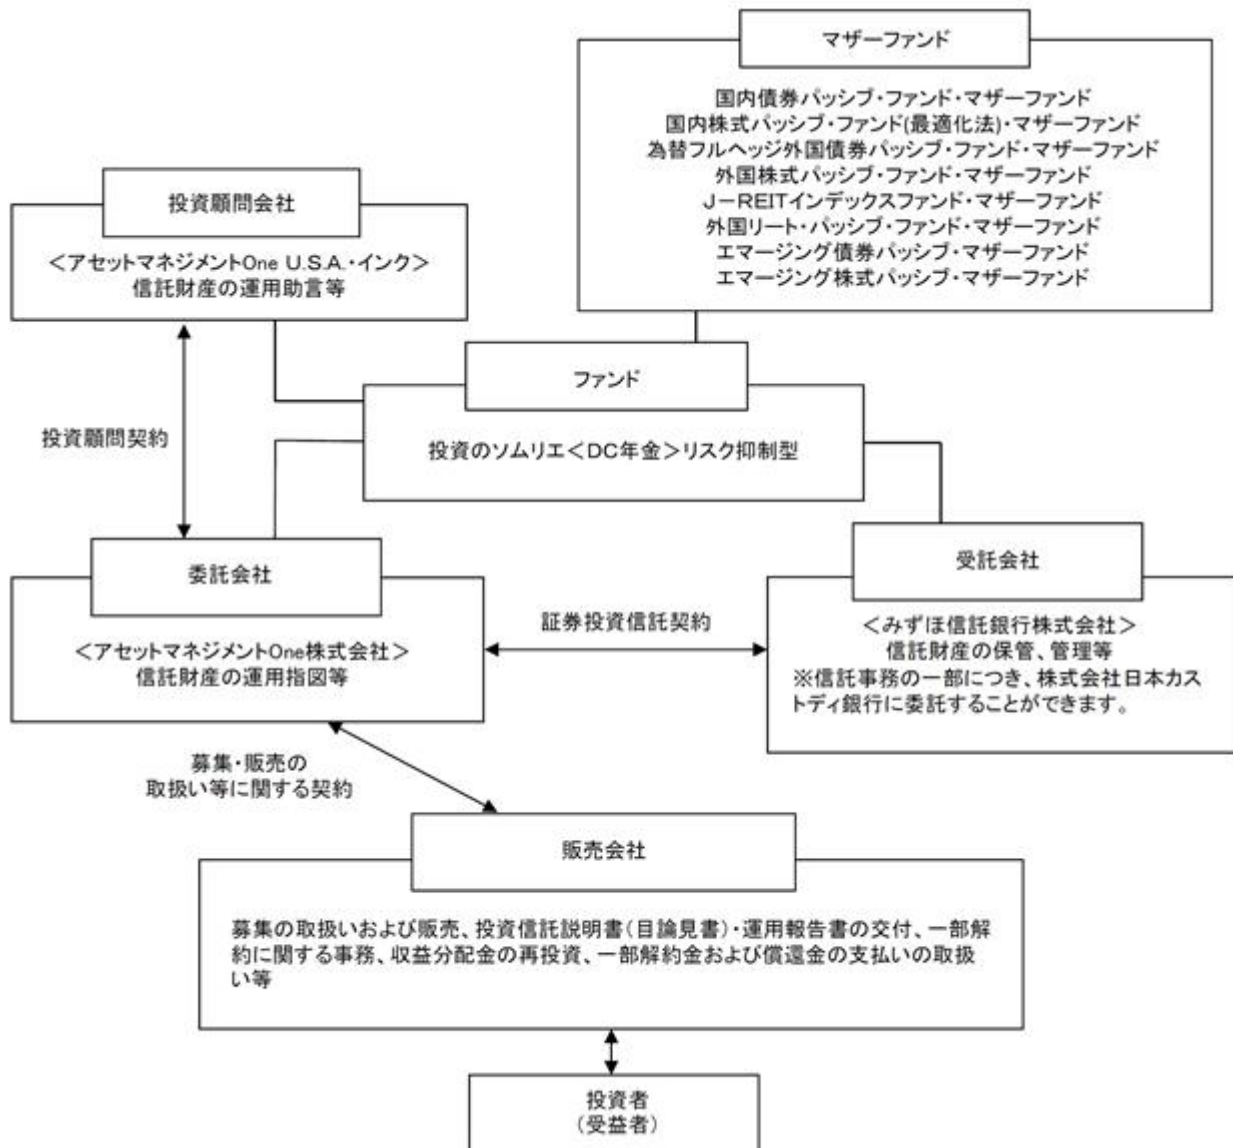 マザーファンド
国内債券パッシブ・ファンド・マザーファンド
国内株式パッシブ・ファンド(最適化法)・マザーファンド
為替フルヘッジ外国債券パッシブ・ファンド・マザーファンド
外国株式パッシブ・ファンド・マザーファンド
J－REITインデックスファンド・マザーファンド
外国リート・パッシブ・ファンド・マザーファンド
エマージング債券パッシブ・マザーファンド
エマージング株式パッシブ・マザーファンド
投資顧問会社
＜アセットマネジメントOne U.S.A.・インク＞
信託財産の運用助言等
ファンド
投資のソムリエ＜DC年金＞リスク抑制型
投資顧問契約
委託会社
＜アセットマネジメントOne株式会社＞
信託財産の運用指図等
証券投資信託契約
受託会社
＜みずほ信託銀行株式会社＞
信託財産の保管、管理等
※信託事務の一部につき、株式会社日本カス
トディ銀行に委託することができます。
募集・販売の
取扱い等に関する契約
販売会社
募集の取扱いおよび販売、投資信託説明書(目論見書)・運用報告書の交付、一部解
約に関する事務、収益分配金の再投資、一部解約金および償還金の支払いの取扱
い等
投資者
(受益者)